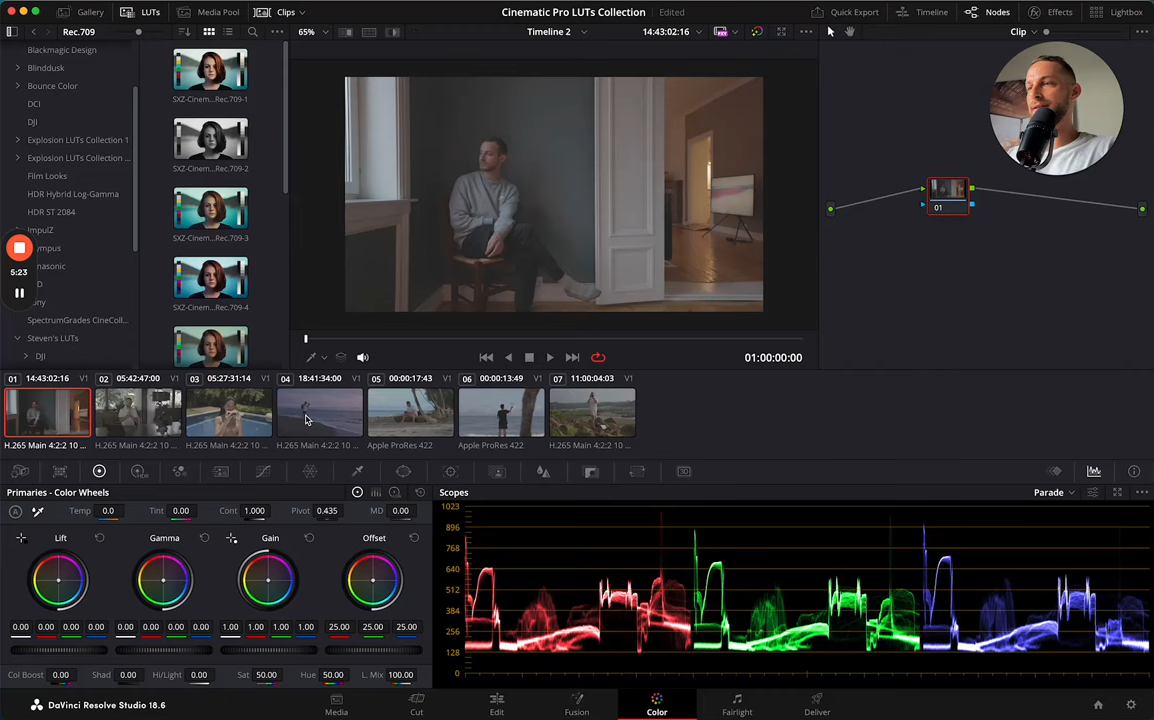 Gallery LUTs Media Pool Clips Cinematic Pro LUTs Collection Edited Quick Export Timeline Nodes Effects Lightbox
Rec.709 65% Timeline 2 14:43:02:16 Clip
Blackmagic Design
Blinddusk
Bounce Color
DCI
DJI
Explosion LUTs Collection 1
Explosion LUTs Collection ...
Film Looks
HDR Hybrid Log-Gamma
HDR ST 2084
ImpulZ
SpectrumGrades CineColl...
Steven's LUTs
DJI
SXZ-Cinem...Rec.709-1
SXZ-Cinem...Rec.709-2
SXZ-Cinem...Rec.709-3
SXZ-Cinem...Rec.709-4
5:23
01
01:00:00:00
01 14:43:02:16 V1 02 05:42:47:00 V1 03 05:27:31:14 V1 04 18:41:34:00 V1 05 00:00:17:43 V1 06 00:00:13:49 V1 07 11:00:04:03 V1
H.265 Main 4:2:2 10 ... H.265 Main 4:2:2 10 ... H.265 Main 4:2:2 10 ... H.265 Main 4:2:2 10 ... Apple ProRes 422 Apple ProRes 422 H.265 Main 4:2:2 10 ...
Primaries - Color Wheels
Temp 0.0 Tint 0.00 Cont 1.000 Pivot 0.435 MD 0.00
Lift Gamma Gain Offset
0.00 0.00 0.00 0.00 0.00 0.00 0.00 0.00 1.00 1.00 1.00 1.00 25.00 25.00 25.00
Col Boost 0.00 Shad 0.00 Hi/Light 0.00 Sat 50.00 Hue 50.00 L. Mix 100.00
Scopes Parade
1023
896
768
640
512
384
256
128
0
DaVinci Resolve Studio 18.6 Media Cut Edit Fusion Color Fairlight Deliver